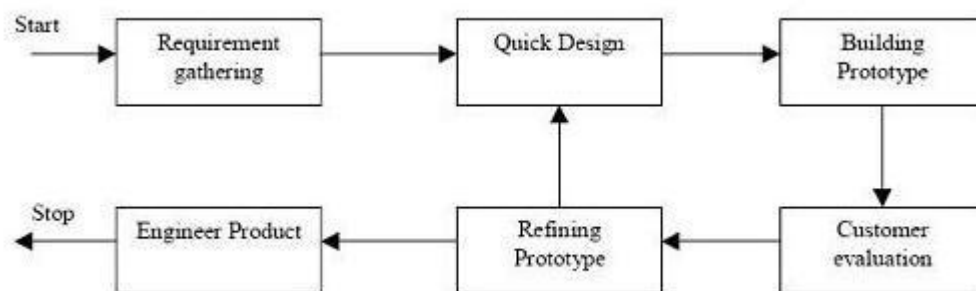 Start
Requirement
gathering
Quick Design
Building
Prototype
Stop
Engineer Product
Refining
Prototype
Customer
evaluation